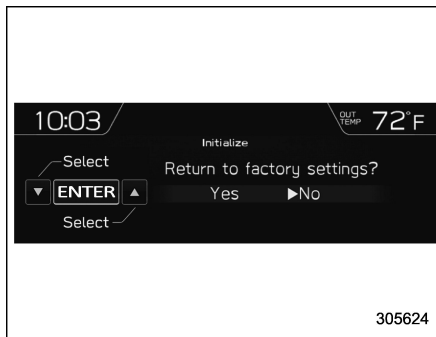 10:03
OUT TEMP 72°F
Initialize
Select
Return to factory settings?
▼ ENTER ▲
Yes ▶No
Select
305624